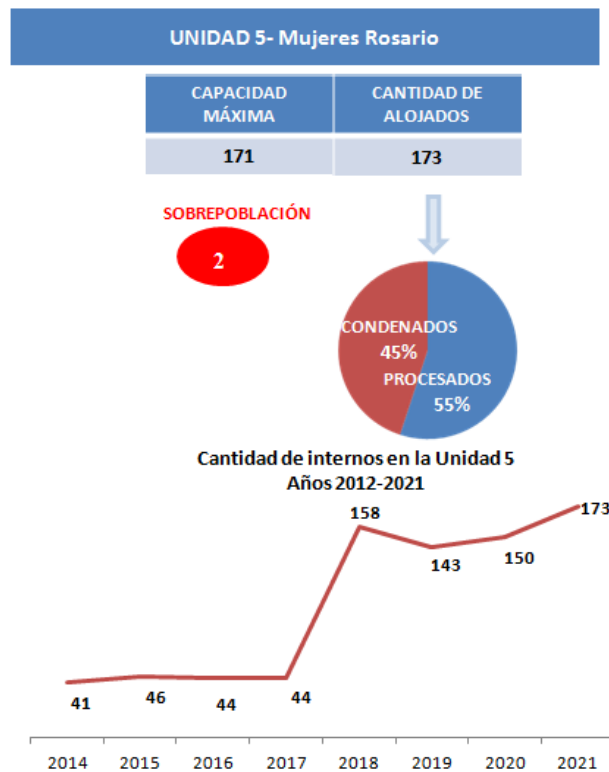 UNIDAD 5- Mujeres Rosario
CAPACIDAD MÁXIMA
CANTIDAD DE ALOJADOS
171
173
SOBREPOBLACIÓN
2
CONDENADOS
45%
PROCESADOS
55%
Cantidad de internos en la Unidad 5
Años 2012-2021
158
173
143
150
41
46
44
44
2014 2015 2016 2017 2018 2019 2020 2021